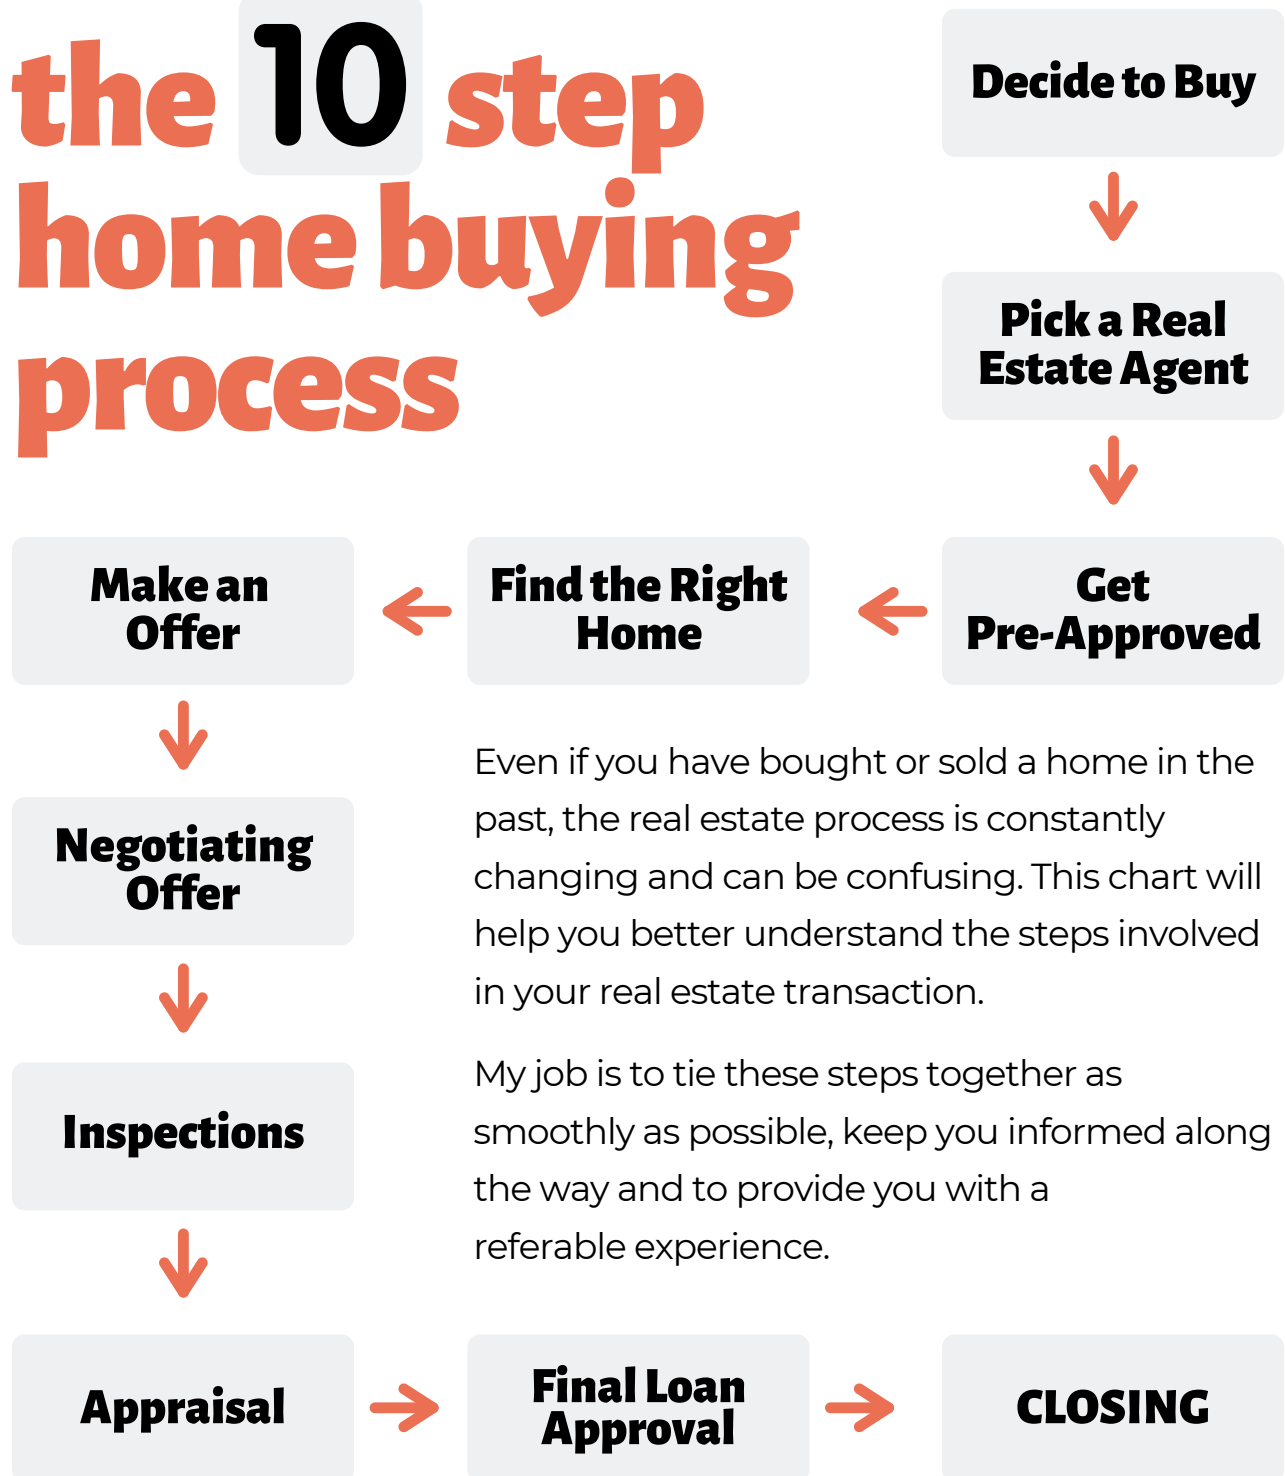 the 10 step
home buying
process
Decide to Buy
Pick a Real
Estate Agent
Get
Pre-Approved
Find the Right
Home
Make an
Offer
Negotiating
Offer
Inspections
Appraisal
Final Loan
Approval
CLOSING
Even if you have bought or sold a home in the
past, the real estate process is constantly
changing and can be confusing. This chart will
help you better understand the steps involved
in your real estate transaction.
My job is to tie these steps together as
smoothly as possible, keep you informed along
the way and to provide you with a
referable experience.